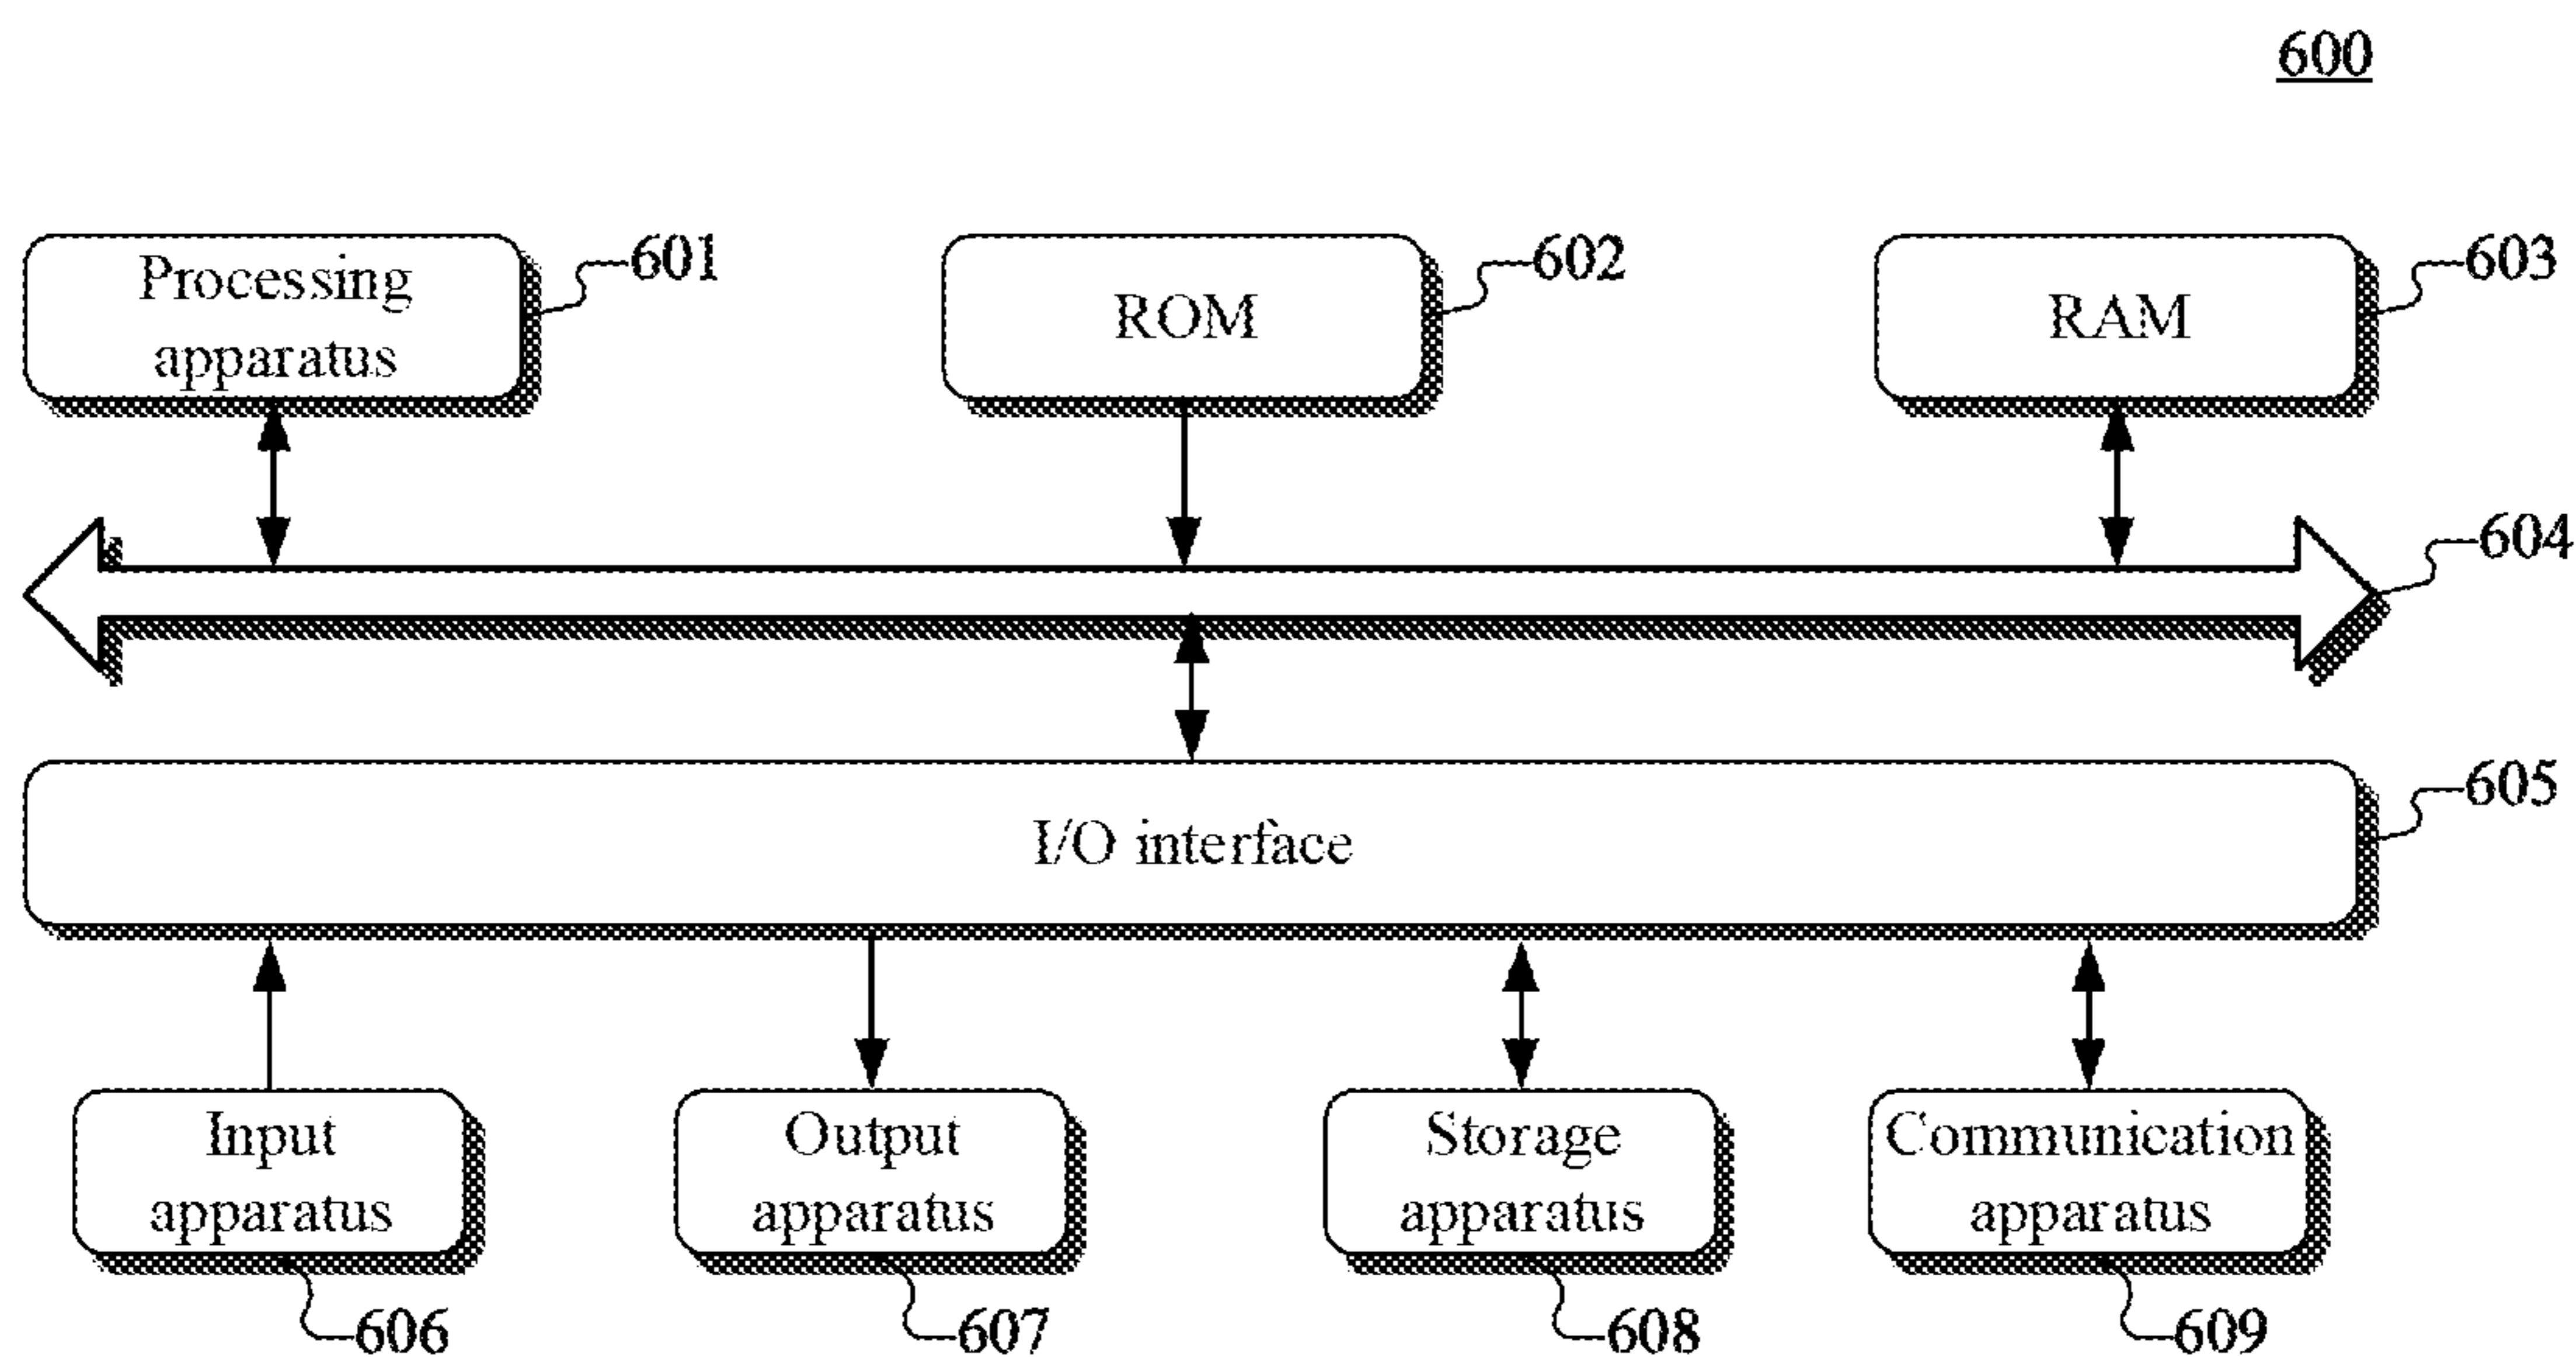 600
Processing
apparatus
601
ROM
602
RAM
603
604
I/O interface
605
Input
apparatus
606
Output
apparatus
607
Storage
apparatus
608
Communication
apparatus
609